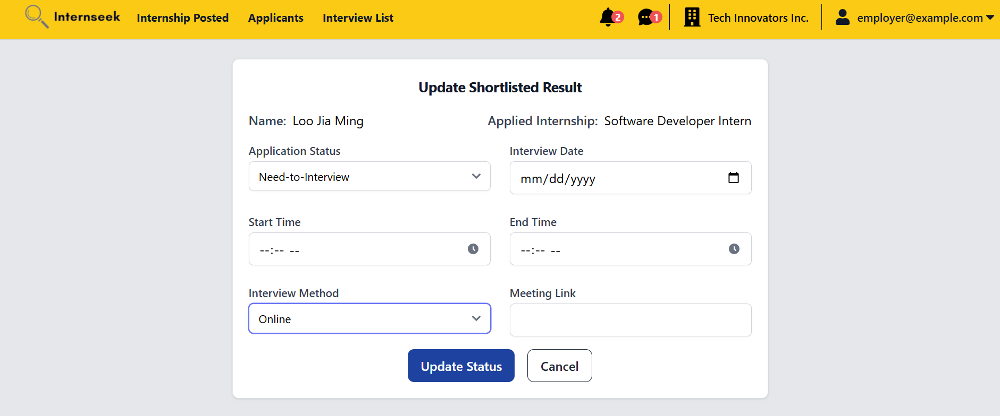 Internseek Internship Posted Applicants Interview List 2 1 Tech Innovators Inc. employer@example.com
Update Shortlisted Result
Name: Loo Jia Ming Applied Internship: Software Developer Intern
Application Status Interview Date
Need-to-Interview mm/dd/yyyy
Start Time End Time
--:-- -- --:-- --
Interview Method Meeting Link
Online
Update Status Cancel